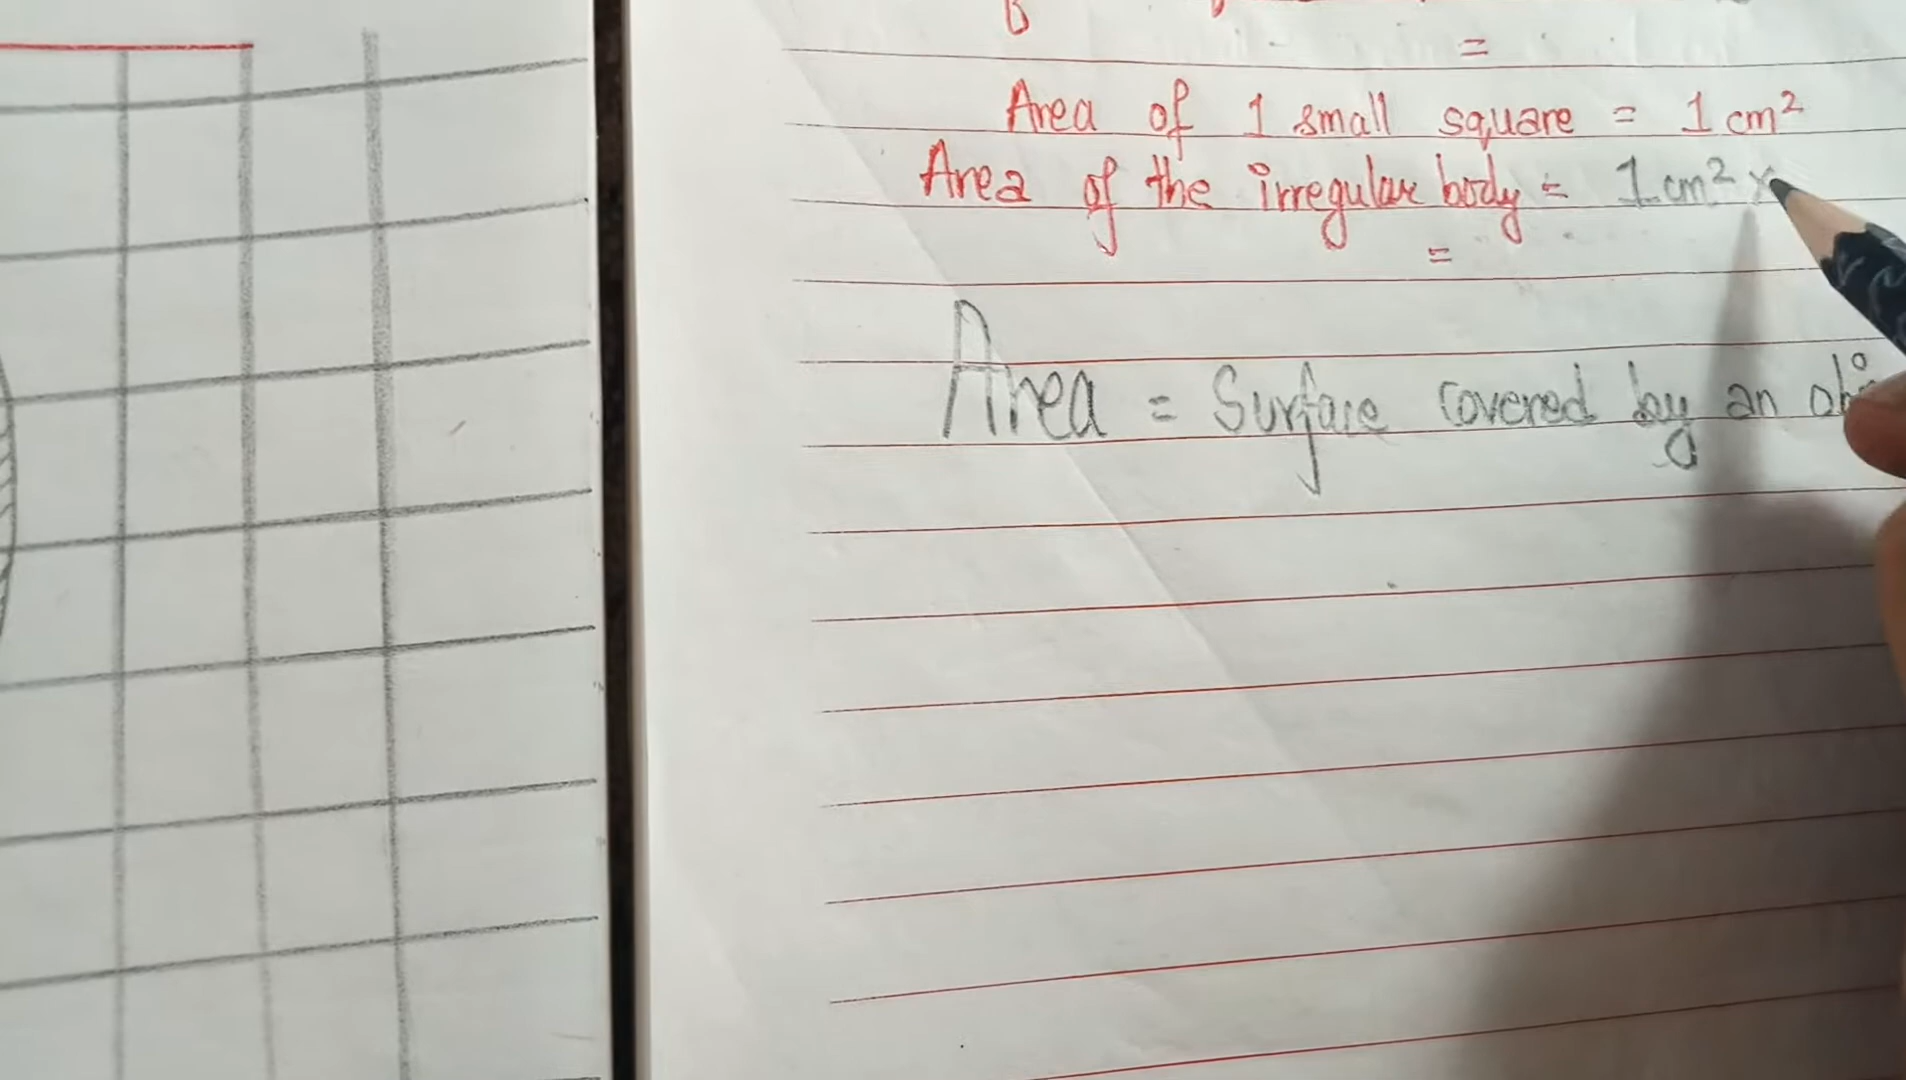 =
Area of 1 small square = 1 cm²
Area of the irregular body = 1 cm² x
=
Area = Surface covered by an